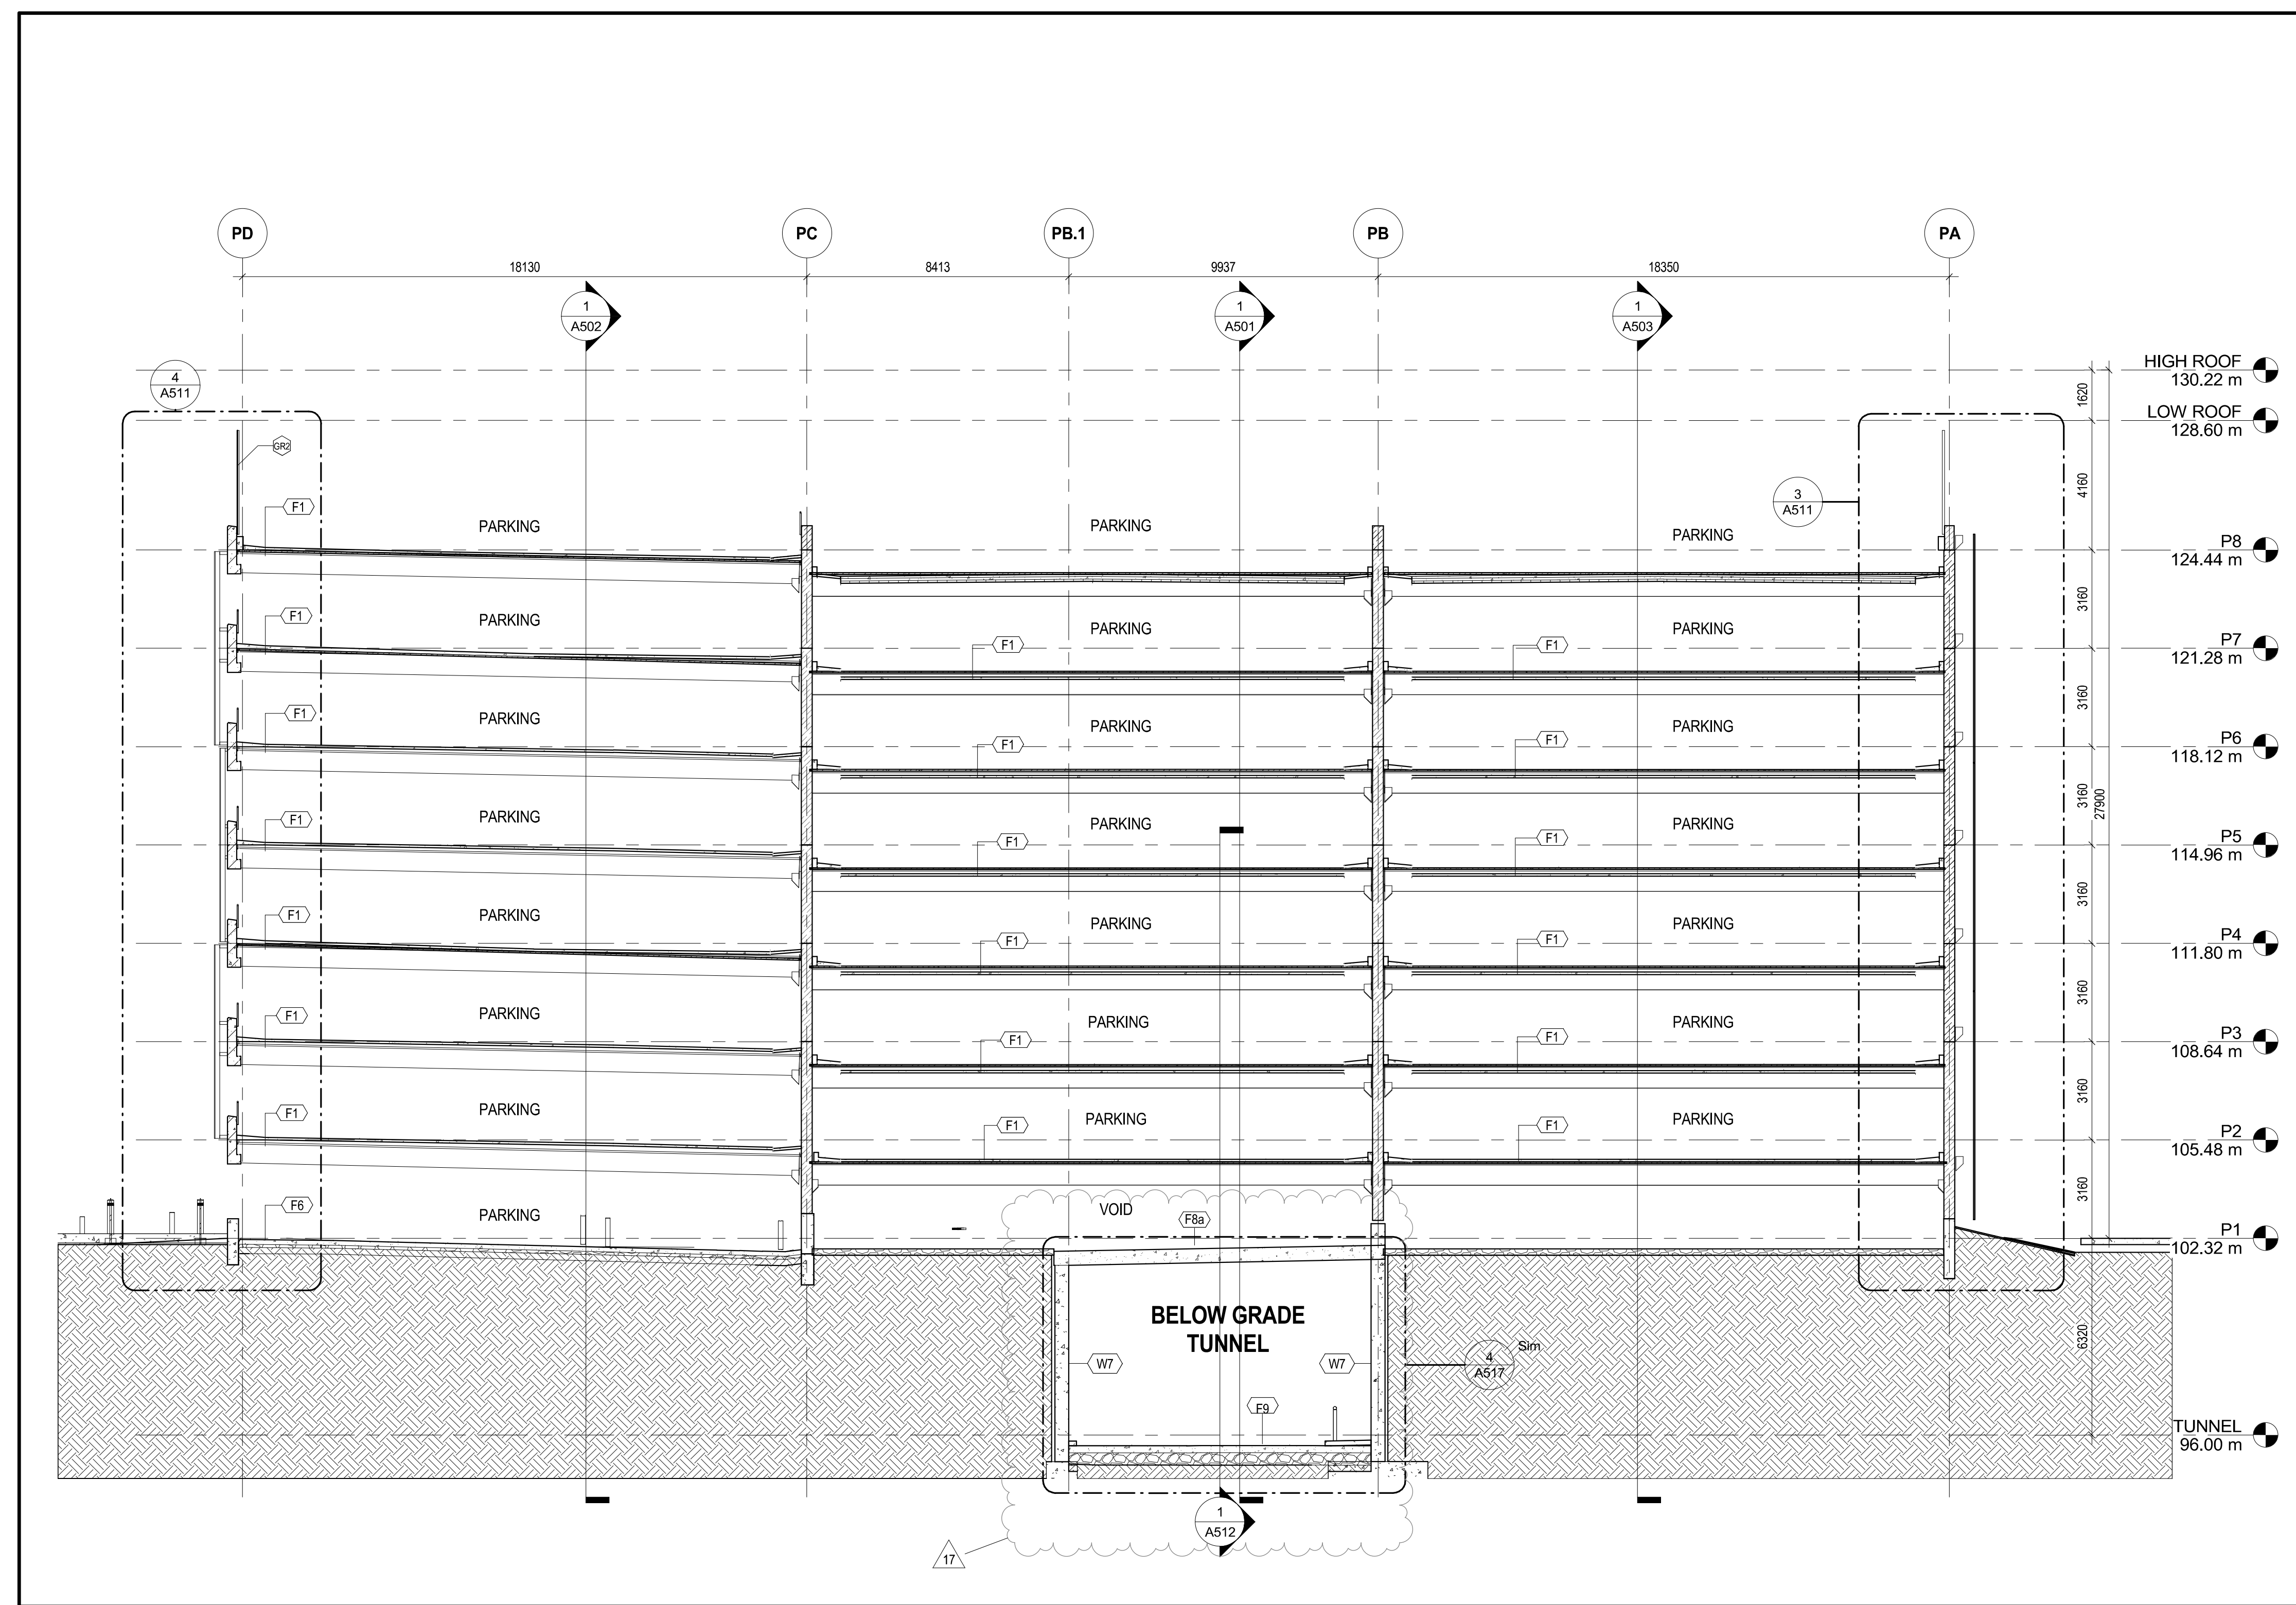 PD
PC
PB.1
PB
PA
18130
8413
9937
18350
1
A502
1
A501
1
A503
HIGH ROOF
130.22 m
1620
LOW ROOF
128.60 m
4
A511
GR2
4160
3
A511
F1
PARKING
PARKING
PARKING
P8
124.44 m
3160
F1
PARKING
PARKING
PARKING
F1
F1
P7
121.28 m
3160
F1
PARKING
PARKING
PARKING
F1
F1
P6
118.12 m
3160
27900
F1
PARKING
PARKING
PARKING
F1
F1
P5
114.96 m
3160
F1
PARKING
PARKING
PARKING
F1
F1
P4
111.80 m
3160
F1
PARKING
PARKING
PARKING
F1
F1
P3
108.64 m
3160
F1
PARKING
PARKING
PARKING
F1
F1
P2
105.48 m
3160
F6
PARKING
VOID
F8a
P1
102.32 m
BELOW GRADE
TUNNEL
W7
W7
4
A517
Sim
6320
F9
TUNNEL
96.00 m
1
A512
17